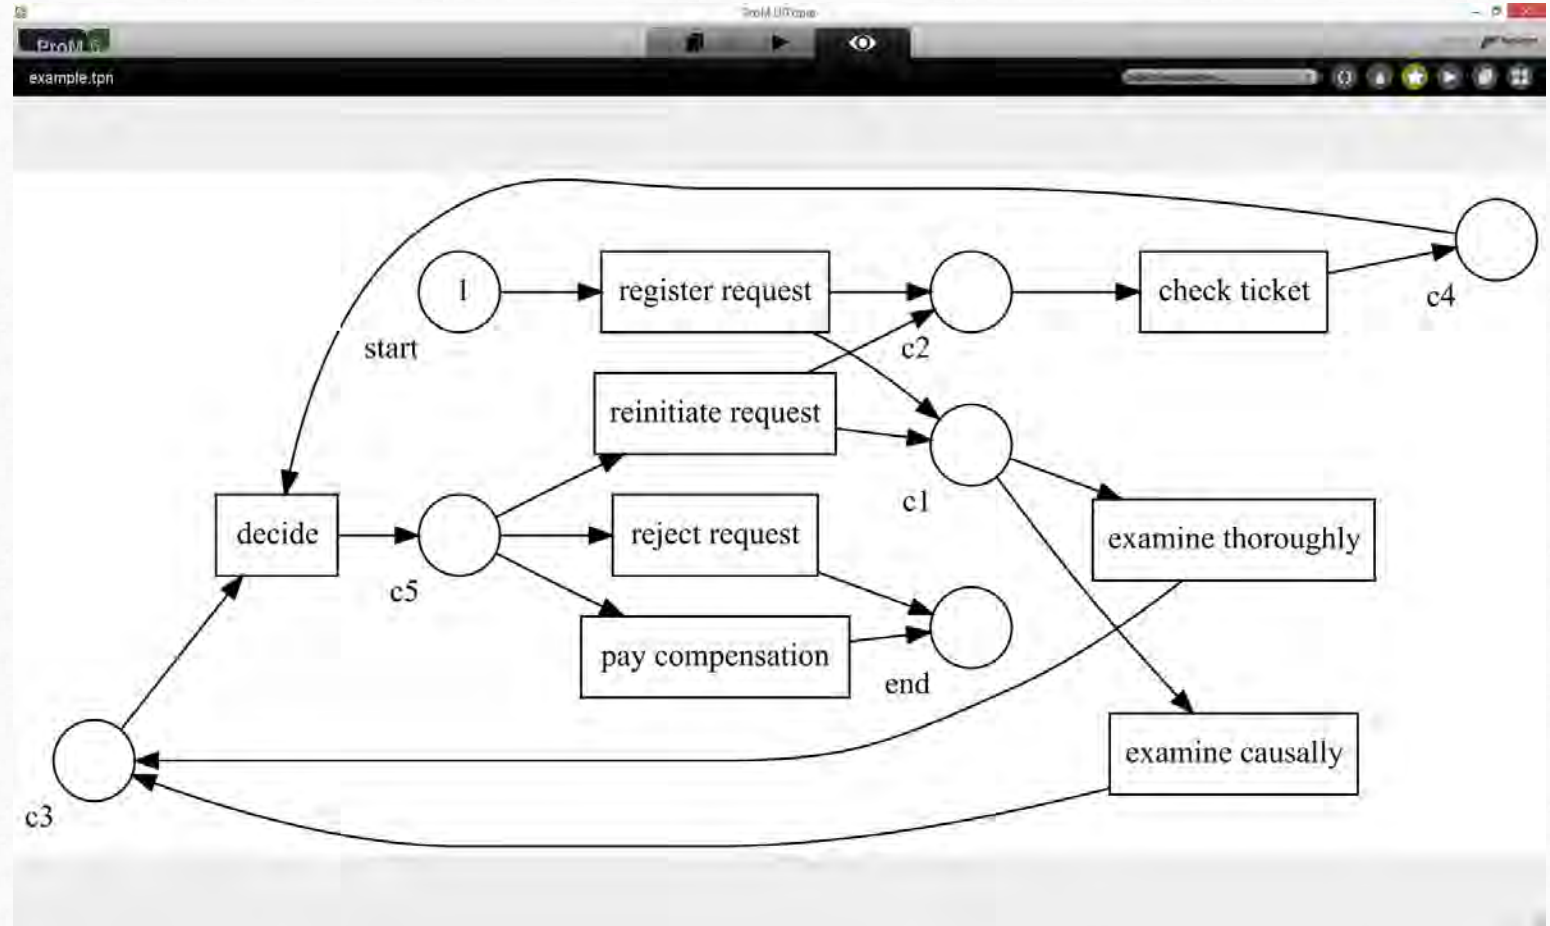 ProM 6
example.tpn
1
register request
check ticket
c4
start
c2
reinitiate request
c1
decide
reject request
examine thoroughly
c5
pay compensation
end
examine causally
c3